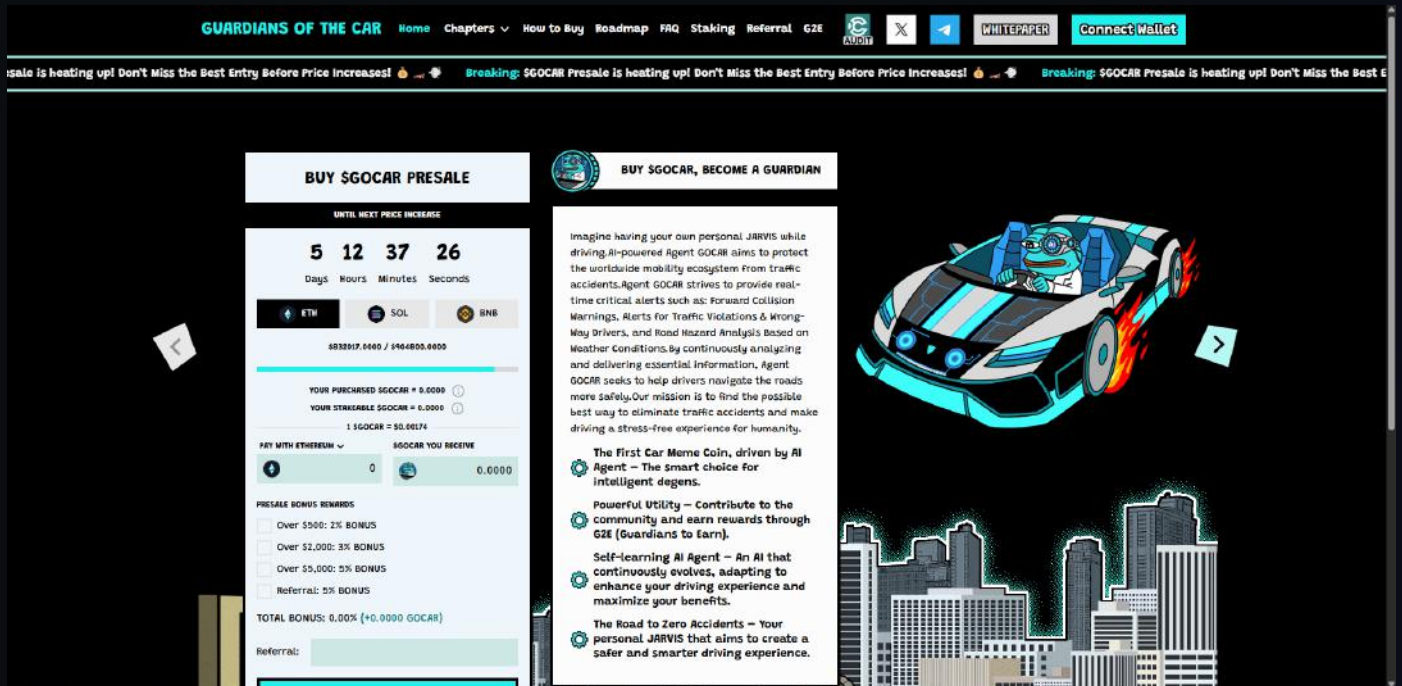 GUARDIANS OF THE CAR Home Chapters How to Buy Roadmap FAQ Staking Referral G2E AUDIT WHITEPAPER Connect Wallet
esale is heating up! Don't Miss the Best Entry Before Price Increases! Breaking: $GOCAR Presale is heating up! Don't Miss the Best Entry Before Price Increases! Breaking: $GOCAR Presale is heating up! Don't Miss the Best E
BUY $GOCAR PRESALE
UNTIL NEXT PRICE INCREASE
5 12 37 26
Days Hours Minutes Seconds
ETH SOL BNB
$832017.0000 / $964800.0000
YOUR PURCHASED $GOCAR = 0.0000
YOUR STAKEABLE $GOCAR = 0.0000
1 $GOCAR = $0.00174
PAY WITH ETHEREUM $GOCAR YOU RECEIVE
0 0.0000
PRESALE BONUS REWARDS
Over $500: 2% BONUS
Over $2,000: 3% BONUS
Over $5,000: 5% BONUS
Referral: 5% BONUS
TOTAL BONUS: 0.00% (+0.0000 GOCAR)
Referral:
BUY $GOCAR, BECOME A GUARDIAN
Imagine having your own personal JARVIS while
driving.AI-powered Agent GOCAR aims to protect
the worldwide mobility ecosystem from traffic
accidents.Agent GOCAR strives to provide real-
time critical alerts such as: Forward Collision
Warnings, Alerts for Traffic Violations & Wrong-
Way Drivers, and Road Hazard Analysis Based on
Weather Conditions.By continuously analyzing
and delivering essential information, Agent
GOCAR seeks to help drivers navigate the roads
more safely.Our mission is to find the possible
best way to eliminate traffic accidents and make
driving a stress-free experience for humanity.
The First Car Meme Coin, driven by AI
Agent – The smart choice for
intelligent degens.
Powerful Utility – Contribute to the
community and earn rewards through
G2E (Guardians to Earn).
Self-learning AI Agent – An AI that
continuously evolves, adapting to
enhance your driving experience and
maximize your benefits.
The Road to Zero Accidents – Your
personal JARVIS that aims to create a
safer and smarter driving experience.